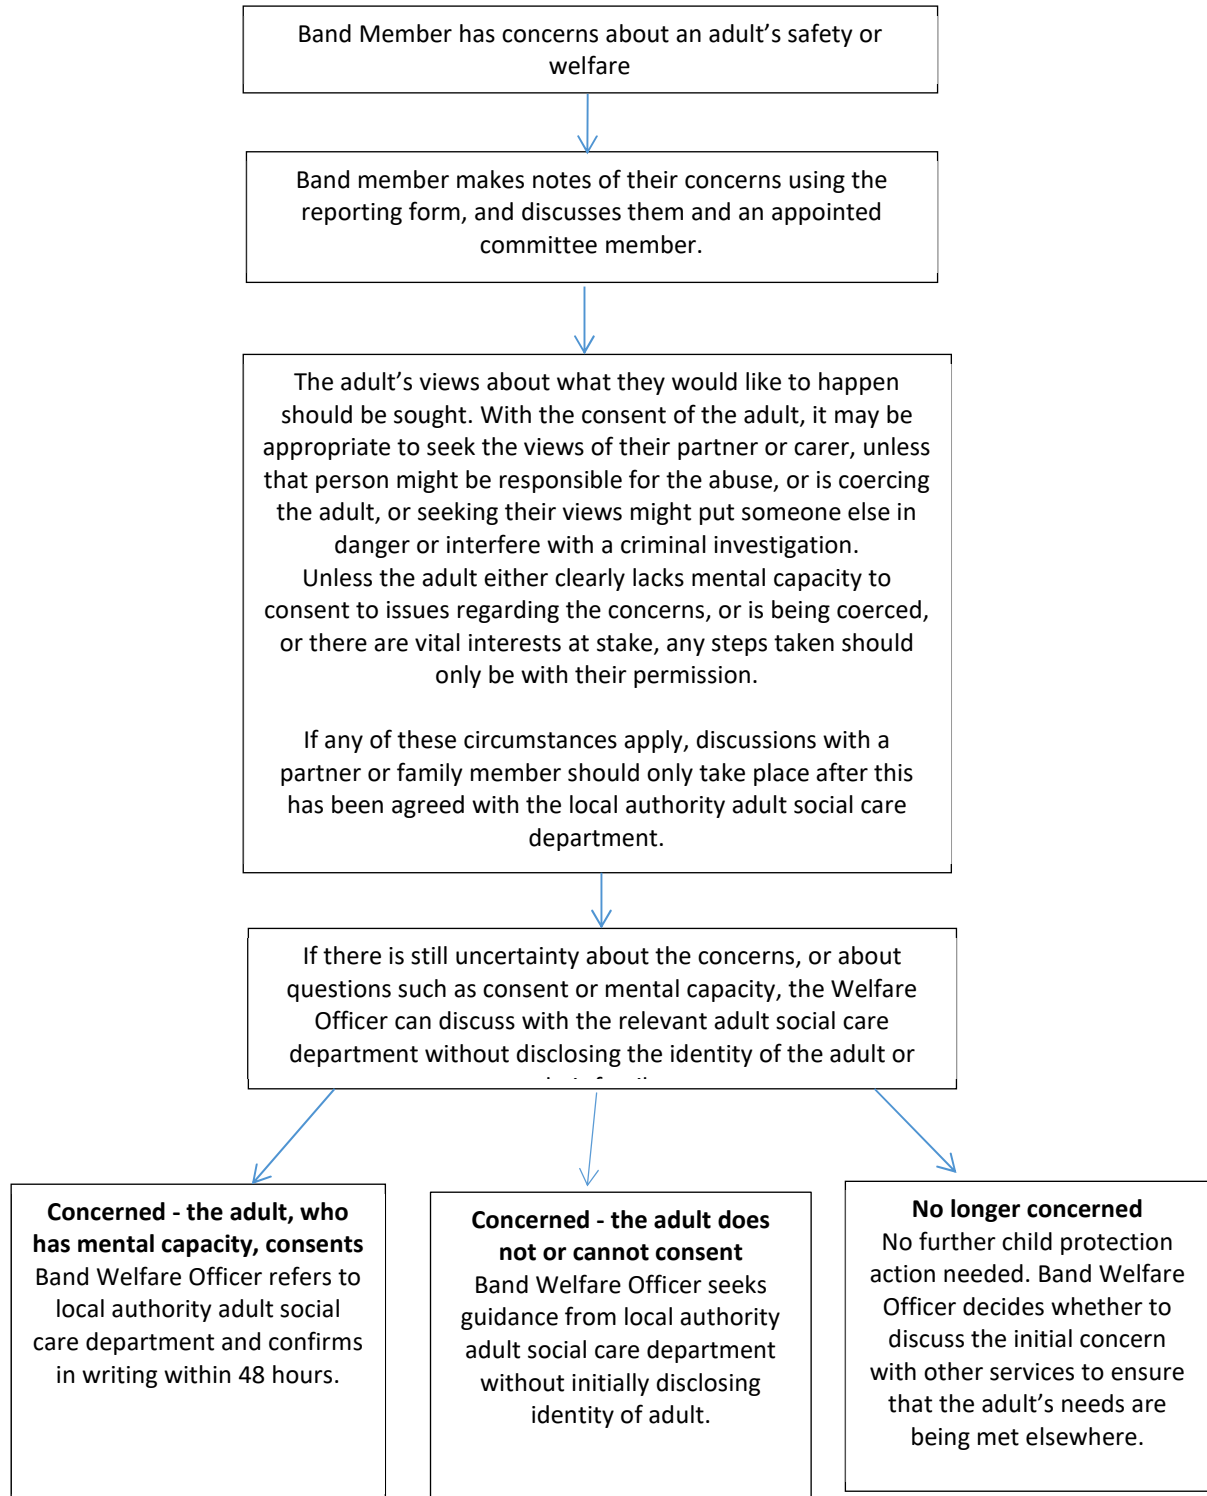 Band Member has concerns about an adult's safety or
welfare
Band member makes notes of their concerns using the
reporting form, and discusses them and an appointed
committee member.
The adult's views about what they would like to happen
should be sought. With the consent of the adult, it may be
appropriate to seek the views of their partner or carer, unless
that person might be responsible for the abuse, or is coercing
the adult, or seeking their views might put someone else in
danger or interfere with a criminal investigation.
Unless the adult either clearly lacks mental capacity to
consent to issues regarding the concerns, or is being coerced,
or there are vital interests at stake, any steps taken should
only be with their permission.
If any of these circumstances apply, discussions with a
partner or family member should only take place after this
has been agreed with the local authority adult social care
department.
If there is still uncertainty about the concerns, or about
questions such as consent or mental capacity, the Welfare
Officer can discuss with the relevant adult social care
department without disclosing the identity of the adult or
Concerned - the adult, who
has mental capacity, consents
Band Welfare Officer refers to
local authority adult social
care department and confirms
in writing within 48 hours.
Concerned - the adult does
not or cannot consent
Band Welfare Officer seeks
guidance from local authority
adult social care department
without initially disclosing
identity of adult.
No longer concerned
No further child protection
action needed. Band Welfare
Officer decides whether to
discuss the initial concern
with other services to ensure
that the adult's needs are
being met elsewhere.